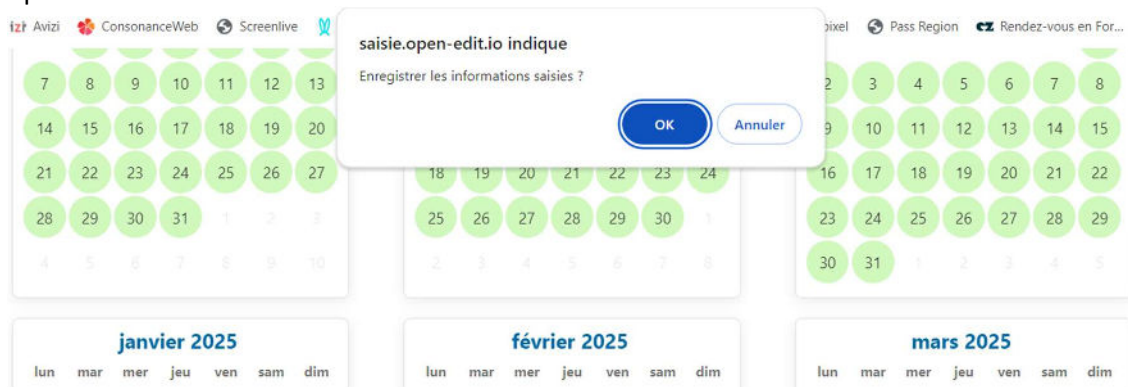 Avizi ConsonanceWeb Screenlive
saisie.open-edit.io indique
Enregistrer les informations saisies ?
OK Annuler
pixel Pass Region Rendez-vous en For...
7 8 9 10 11 12 13
14 15 16 17 18 19 20
21 22 23 24 25 26 27
28 29 30 31 1 2 3
4 5 6 7 8 9 10
18 19 20 21 22 23 24
25 26 27 28 29 30 1
2 3 4 5 6 7 8
2 3 4 5 6 7 8
9 10 11 12 13 14 15
16 17 18 19 20 21 22
23 24 25 26 27 28 29
30 31 1 2 3 4 5
janvier 2025
lun mar mer jeu ven sam dim
février 2025
lun mar mer jeu ven sam dim
mars 2025
lun mar mer jeu ven sam dim